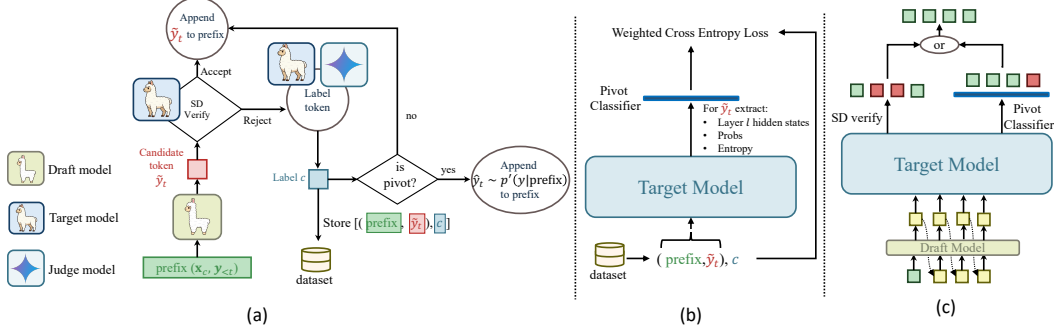 (a)
Append
ỹt to prefix
Accept
SD
Verify
Reject
Label
token
no
Candidate
token
ỹt
Label c
is
pivot?
yes
Append
ŷt ~ p′(y|prefix)
to prefix
Draft model
Target model
Judge model
Store [( prefix , ỹt), c ]
prefix (xc, y<t)
dataset
(a)
(b)
Weighted Cross Entropy Loss
Pivot
Classifier
For ỹt extract:
• Layer l hidden states
• Probs
• Entropy
Target Model
dataset
( prefix,ỹt), c
(b)
(c)
or
SD verify
Pivot
Classifier
Target Model
Draft Model
(c)